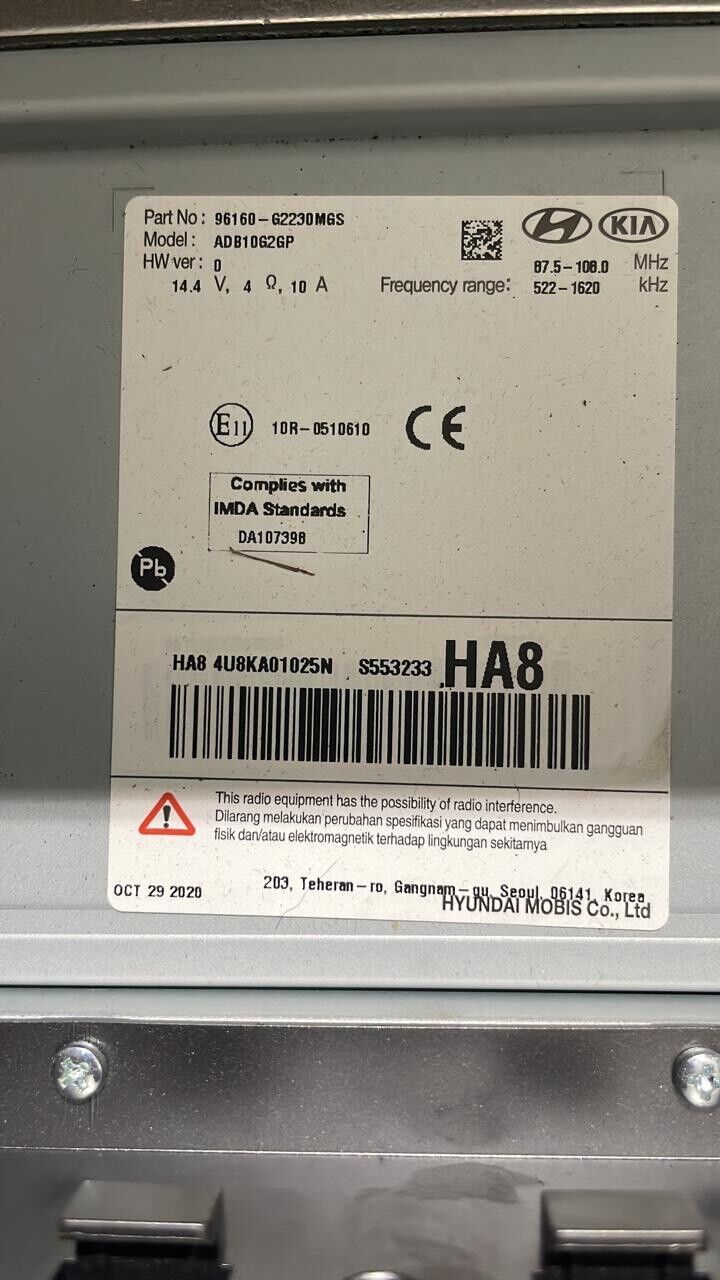 Part No : 96160-G2230MGS
Model : ADB10G2GP
HW ver : 0
14.4 V, 4 Ω, 10 A
KIA
Frequency range: 87.5-108.0 MHz
522-1620 kHz
E11 10R-0510610 CE
Complies with
IMDA Standards
DA107398
Pb
HA8 4U8KA01025N S553233 HA8
This radio equipment has the possibility of radio interference.
Dilarang melakukan perubahan spesifikasi yang dapat menimbulkan gangguan
fisik dan/atau elektromagnetik terhadap lingkungan sekitarnya
OCT 29 2020
203, Teheran-ro, Gangnam-gu, Seoul, 06141, Korea
HYUNDAI MOBIS Co., Ltd